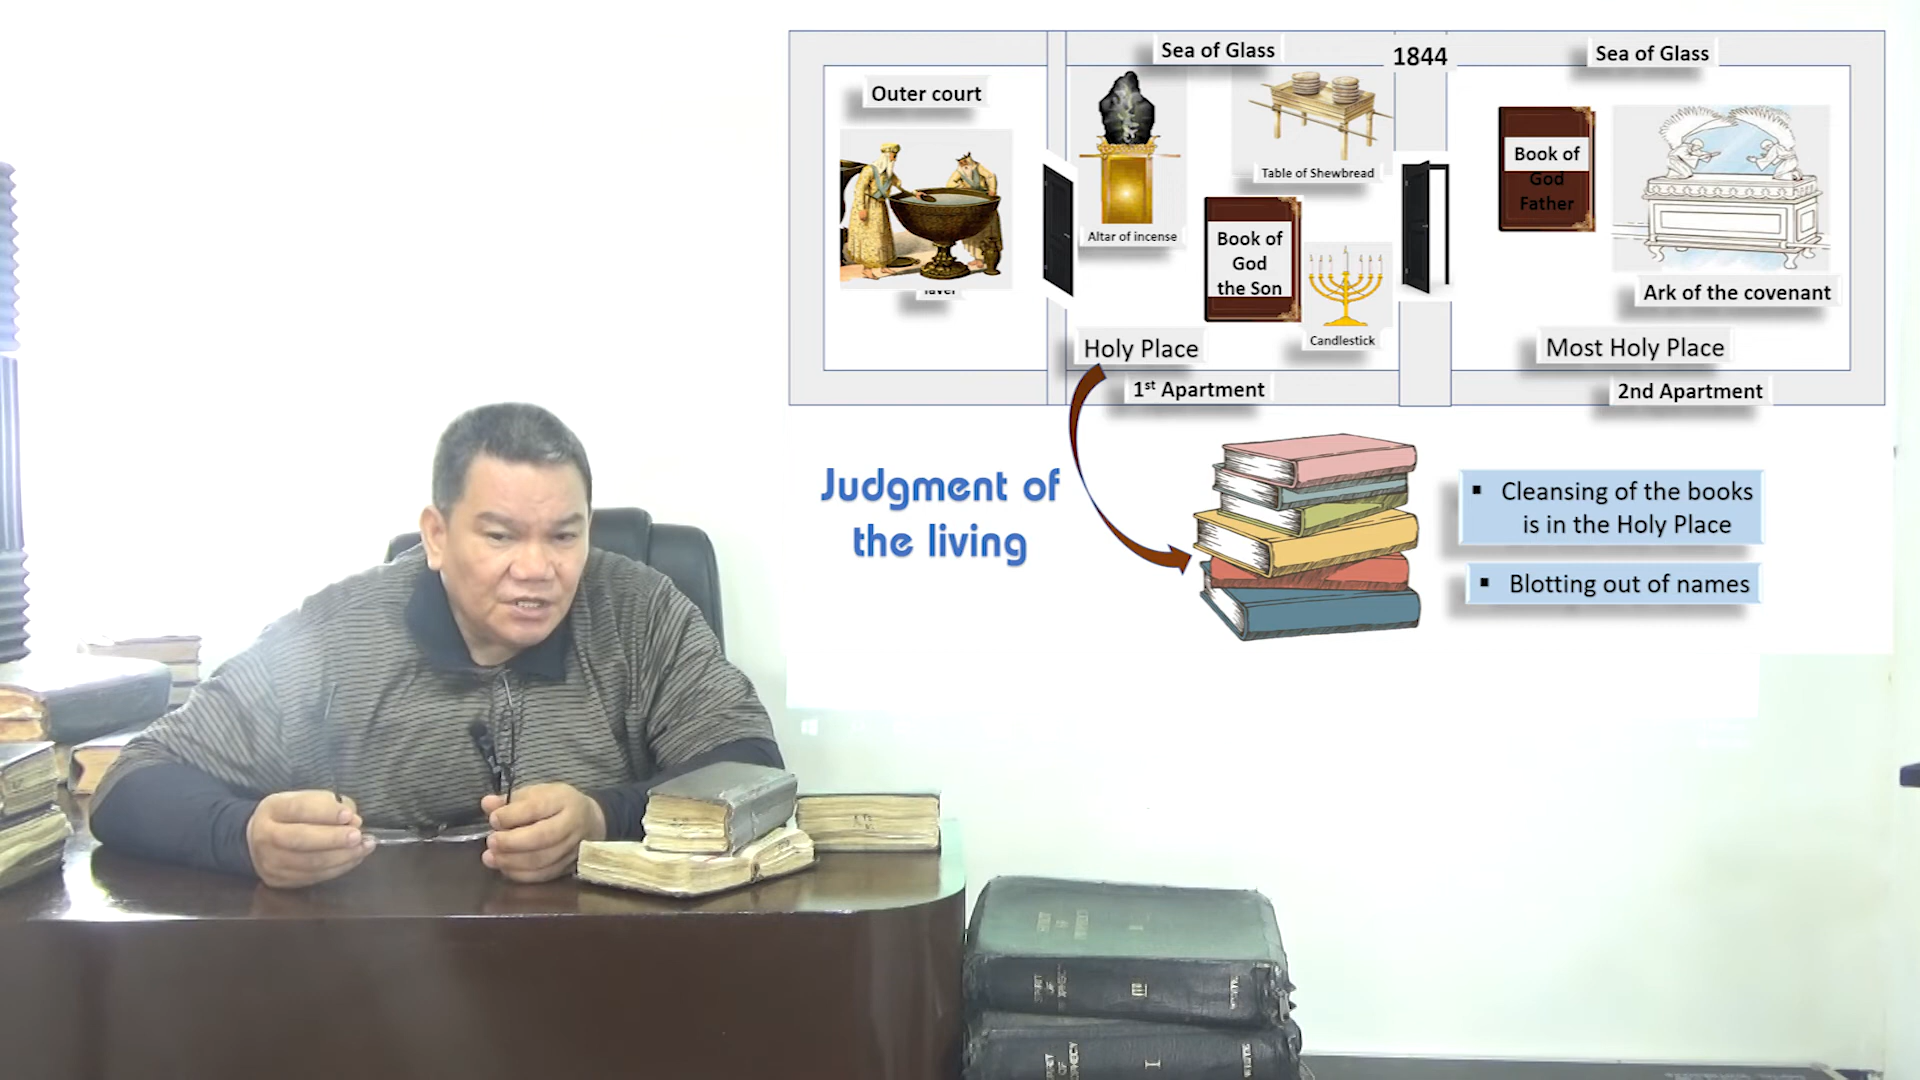 Sea of Glass
1844
Sea of Glass
Outer court
Table of Shewbread
Altar of incense
Book of
God
the Son
Candlestick
Book of
God
Father
Ark of the covenant
laver
Holy Place
Most Holy Place
1st Apartment
2nd Apartment
Judgment of
the living
▪ Cleansing of the books
is in the Holy Place
▪ Blotting out of names
III
I